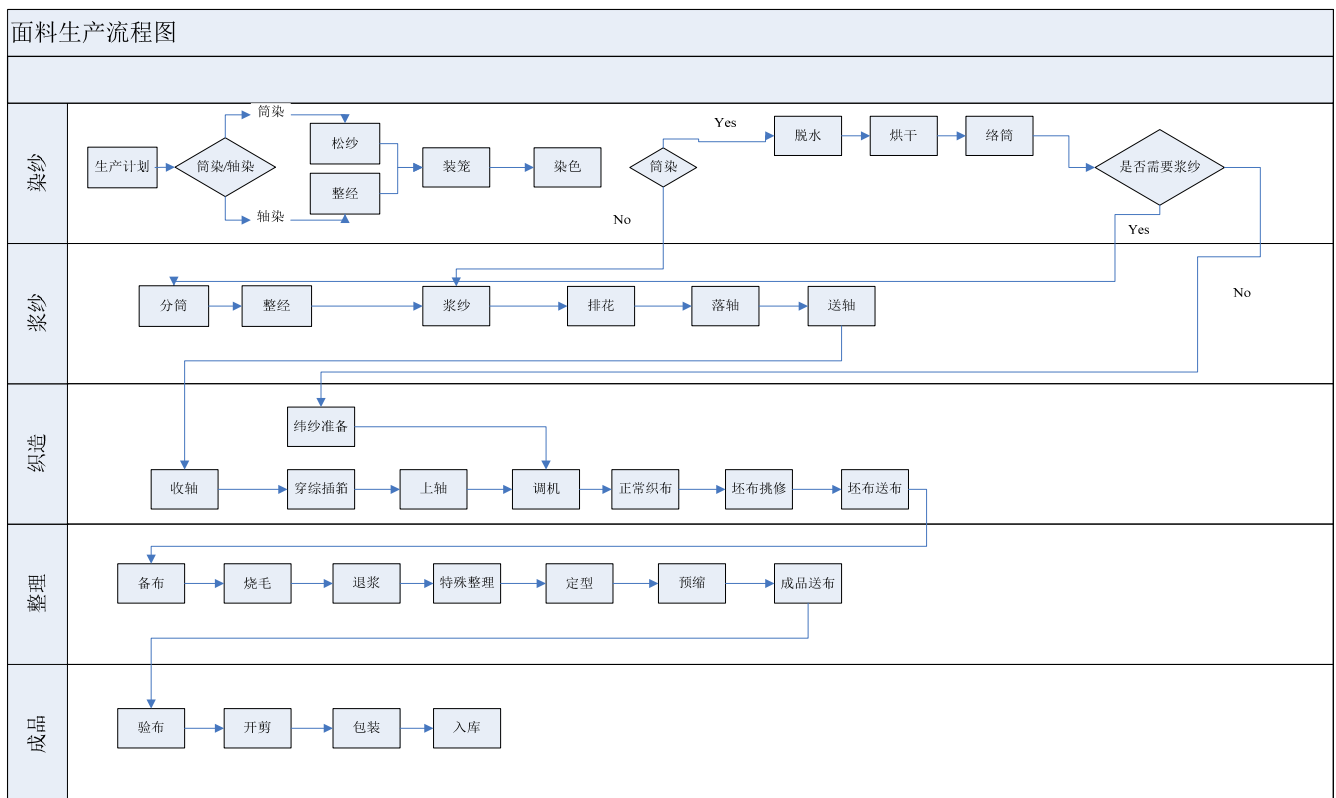 面料生产流程图
染纱
生产计划
筒染/轴染
筒染
轴染
松纱
整经
装笼
染色
筒染
Yes
No
脱水
烘干
络筒
是否需要浆纱
Yes
No
浆纱
分筒
整经
浆纱
排花
落轴
送轴
织造
纬纱准备
收轴
穿综插筘
上轴
调机
正常织布
坯布挑修
坯布送布
整理
备布
烧毛
退浆
特殊整理
定型
预缩
成品送布
成品
验布
开剪
包装
入库